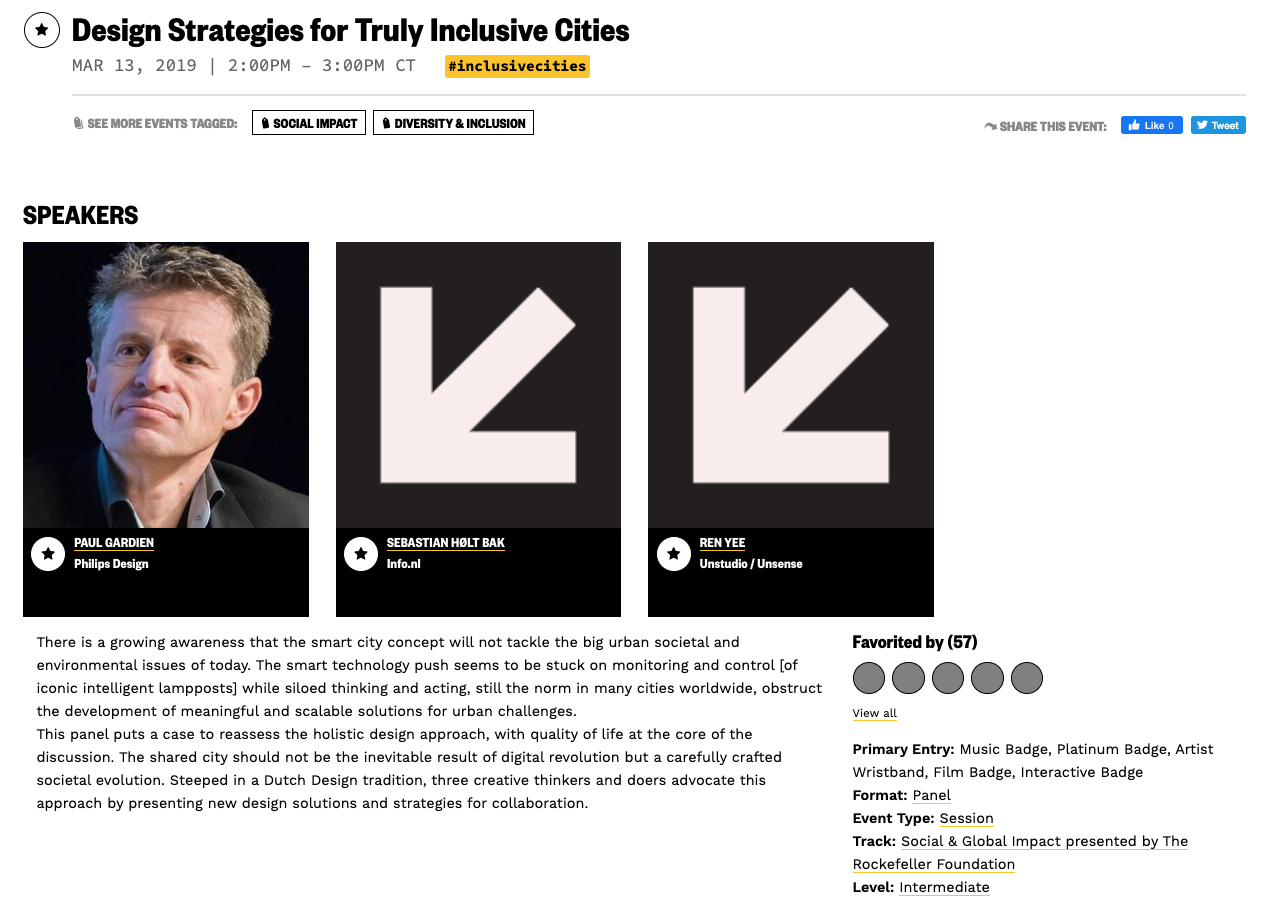 Design Strategies for Truly Inclusive Cities
MAR 13, 2019 | 2:00PM – 3:00PM CT #inclusivecities
SEE MORE EVENTS TAGGED: SOCIAL IMPACT DIVERSITY & INCLUSION
SHARE THIS EVENT: Like 0 Tweet
SPEAKERS
PAUL GARDIEN
Philips Design
SEBASTIAN HØLT BAK
Info.nl
REN YEE
Unstudio / Unsense
There is a growing awareness that the smart city concept will not tackle the big urban societal and
environmental issues of today. The smart technology push seems to be stuck on monitoring and control [of
iconic intelligent lampposts] while siloed thinking and acting, still the norm in many cities worldwide, obstruct
the development of meaningful and scalable solutions for urban challenges.
This panel puts a case to reassess the holistic design approach, with quality of life at the core of the
discussion. The shared city should not be the inevitable result of digital revolution but a carefully crafted
societal evolution. Steeped in a Dutch Design tradition, three creative thinkers and doers advocate this
approach by presenting new design solutions and strategies for collaboration.
Favorited by (57)
View all
Primary Entry: Music Badge, Platinum Badge, Artist
Wristband, Film Badge, Interactive Badge
Format: Panel
Event Type: Session
Track: Social & Global Impact presented by The
Rockefeller Foundation
Level: Intermediate